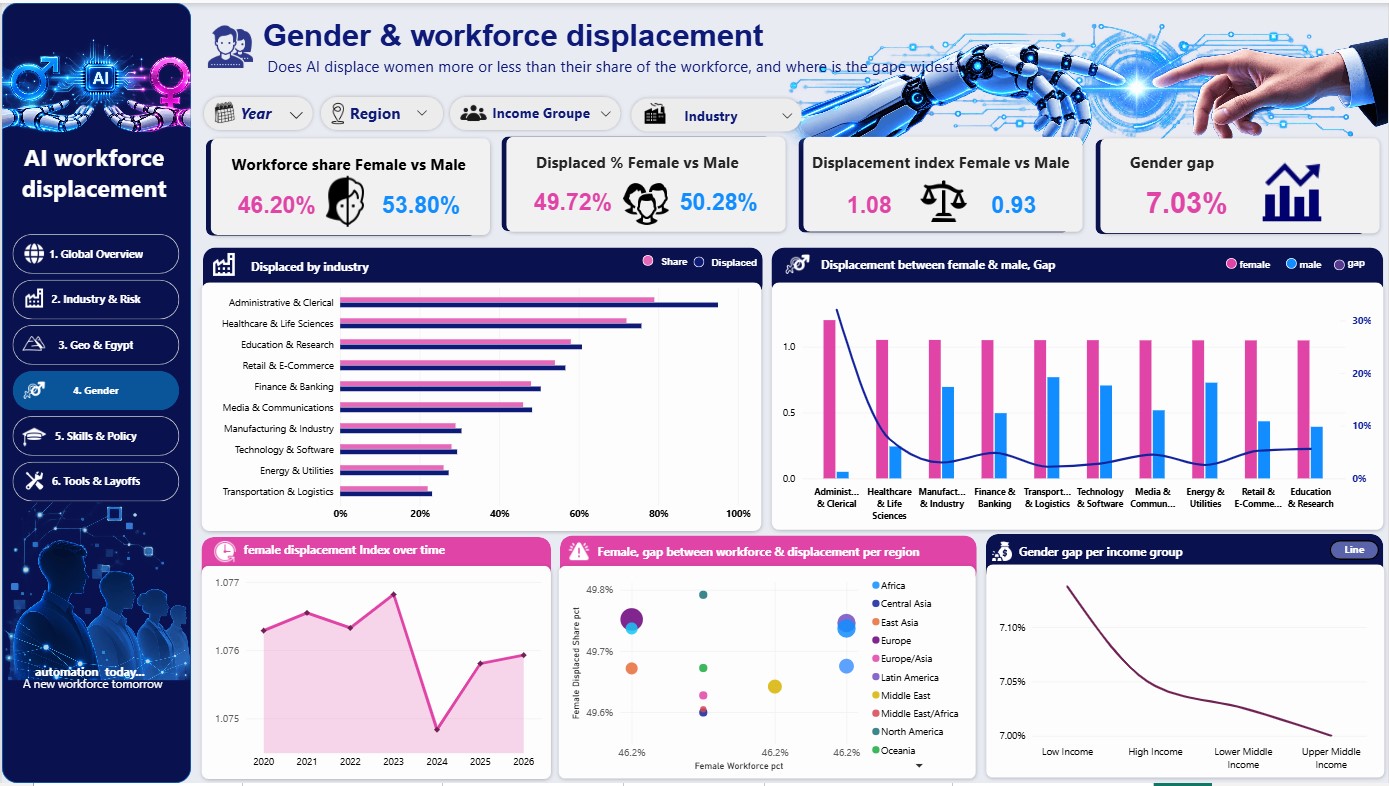 AI
AI workforce
displacement
1. Global Overview
2. Industry & Risk
3. Geo & Egypt
4. Gender
5. Skills & Policy
6. Tools & Layoffs
automation today...
A new workforce tomorrow
Gender & workforce displacement
Does AI displace women more or less than their share of the workforce, and where is the gape widest
Year
Region
Income Groupe
Industry
Workforce share Female vs Male
46.20%
53.80%
Displaced % Female vs Male
49.72%
50.28%
Displacement index Female vs Male
1.08
0.93
Gender gap
7.03%
Displaced by industry
Share
Displaced
Administrative & Clerical
Healthcare & Life Sciences
Education & Research
Retail & E-Commerce
Finance & Banking
Media & Communications
Manufacturing & Industry
Technology & Software
Energy & Utilities
Transportation & Logistics
0%
20%
40%
60%
80%
100%
Displacement between female & male, Gap
female
male
gap
1.0
0.5
0.0
30%
20%
10%
0%
Administ...
& Clerical
Healthcare
& Life
Sciences
Manufact...
& Industry
Finance &
Banking
Transport...
& Logistics
Technology
& Software
Media &
Commun...
Energy &
Utilities
Retail &
E-Comme...
Education
& Research
female displacement Index over time
1.077
1.076
1.075
2020
2021
2022
2023
2024
2025
2026
Female, gap between workforce & displacement per region
Female Displaced Share pct
49.8%
49.7%
49.6%
46.2%
46.2%
46.2%
Female Workforce pct
Africa
Central Asia
East Asia
Europe
Europe/Asia
Latin America
Middle East
Middle East/Africa
North America
Oceania
Gender gap per income group
Line
7.10%
7.05%
7.00%
Low Income
High Income
Lower Middle
Income
Upper Middle
Income